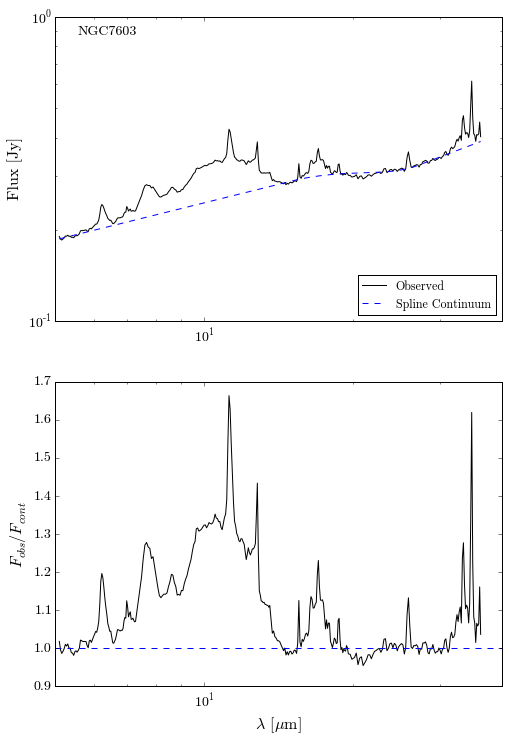 10^0
NGC7603
Flux [Jy]
Observed
Spline Continuum
10^-1
10^1
1.7
1.6
1.5
1.4
1.3
1.2
1.1
1.0
0.9
F_obs/F_cont
10^1
λ [μm]